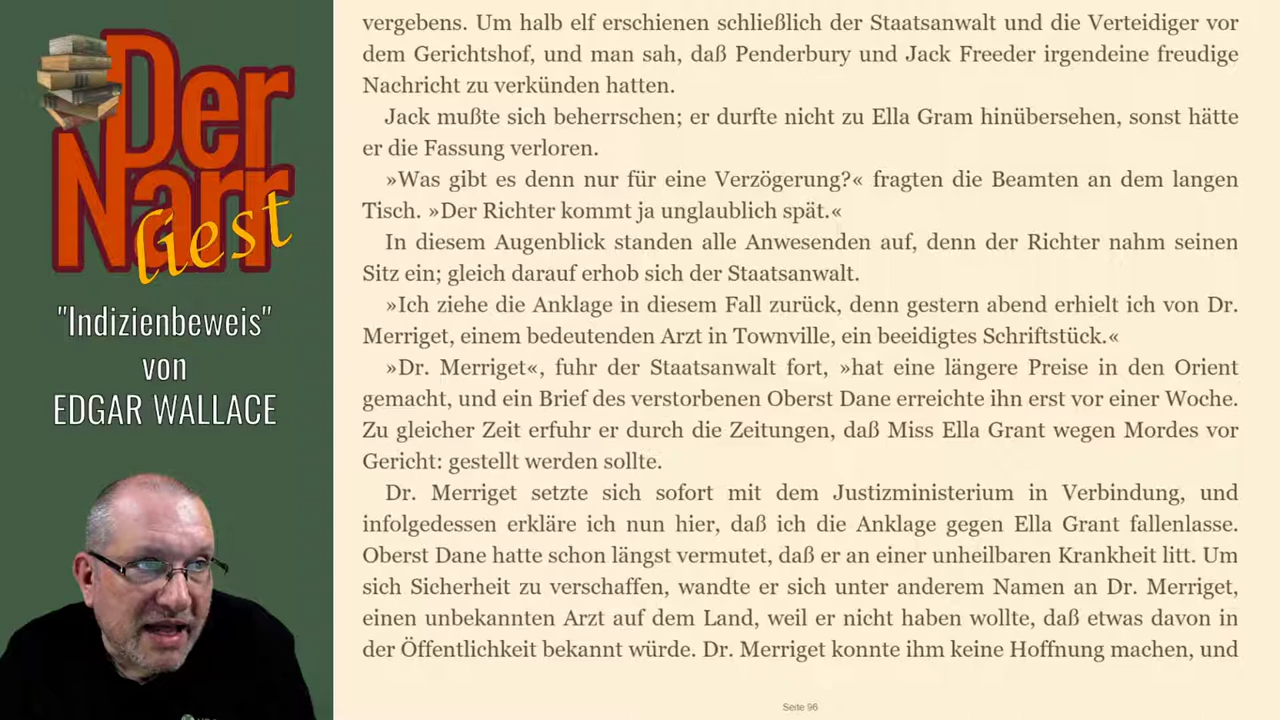 Der
Narr
liest
"Indizienbeweis"
von
EDGAR WALLACE
vergebens. Um halb elf erschienen schließlich der Staatsanwalt und die Verteidiger vor
dem Gerichtshof, und man sah, daß Penderbury und Jack Freeder irgendeine freudige
Nachricht zu verkünden hatten.
Jack mußte sich beherrschen; er durfte nicht zu Ella Gram hinübersehen, sonst hätte
er die Fassung verloren.
»Was gibt es denn nur für eine Verzögerung?« fragten die Beamten an dem langen
Tisch. »Der Richter kommt ja unglaublich spät.«
In diesem Augenblick standen alle Anwesenden auf, denn der Richter nahm seinen
Sitz ein; gleich darauf erhob sich der Staatsanwalt.
»Ich ziehe die Anklage in diesem Fall zurück, denn gestern abend erhielt ich von Dr.
Merriget, einem bedeutenden Arzt in Townville, ein beeidigtes Schriftstück.«
»Dr. Merriget«, fuhr der Staatsanwalt fort, »hat eine längere Preise in den Orient
gemacht, und ein Brief des verstorbenen Oberst Dane erreichte ihn erst vor einer Woche.
Zu gleicher Zeit erfuhr er durch die Zeitungen, daß Miss Ella Grant wegen Mordes vor
Gericht: gestellt werden sollte.
Dr. Merriget setzte sich sofort mit dem Justizministerium in Verbindung, und
infolgedessen erkläre ich nun hier, daß ich die Anklage gegen Ella Grant fallenlasse.
Oberst Dane hatte schon längst vermutet, daß er an einer unheilbaren Krankheit litt. Um
sich Sicherheit zu verschaffen, wandte er sich unter anderem Namen an Dr. Merriget,
einen unbekannten Arzt auf dem Land, weil er nicht haben wollte, daß etwas davon in
der Öffentlichkeit bekannt würde. Dr. Merriget konnte ihm keine Hoffnung machen, und
Seite 96